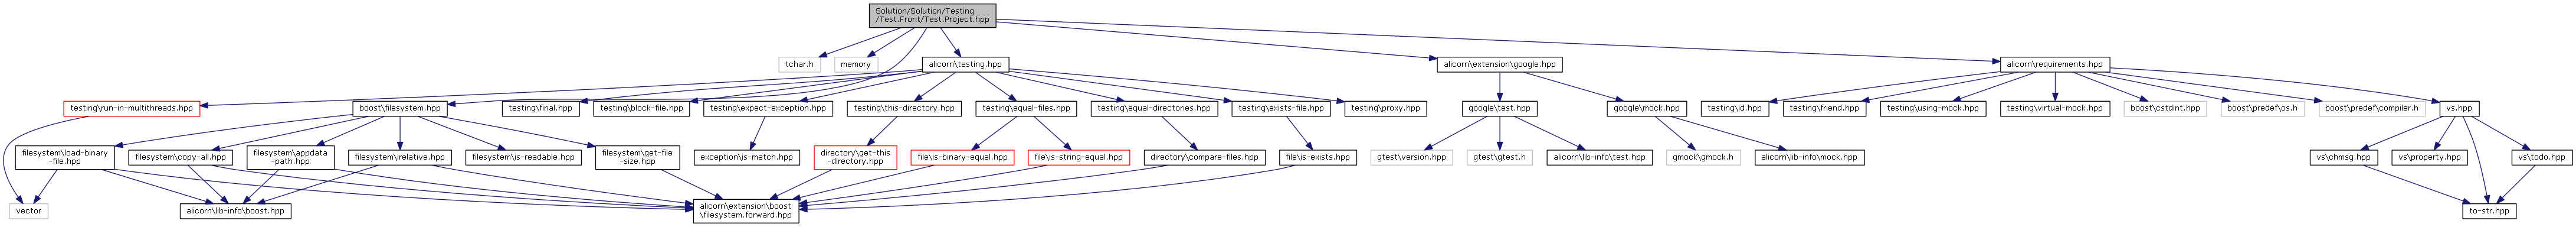 Solution/Solution/Testing
/Test.Front/Test.Project.hpp
tchar.h
memory
alicorn\testing.hpp
alicorn\extension\google.hpp
alicorn\requirements.hpp
testing\run-in-multithreads.hpp
boost\filesystem.hpp
testing\final.hpp
testing\block-file.hpp
testing\expect-exception.hpp
testing\this-directory.hpp
testing\equal-files.hpp
testing\equal-directories.hpp
testing\exists-file.hpp
testing\proxy.hpp
google\test.hpp
google\mock.hpp
testing\id.hpp
testing\friend.hpp
testing\using-mock.hpp
testing\virtual-mock.hpp
boost\cstdint.hpp
boost\predef\os.h
boost\predef\compiler.h
vs.hpp
filesystem\load-binary
-file.hpp
filesystem\copy-all.hpp
filesystem\appdata
-path.hpp
filesystem\relative.hpp
filesystem\is-readable.hpp
filesystem\get-file
-size.hpp
exception\is-match.hpp
directory\get-this
-directory.hpp
file\is-binary-equal.hpp
file\is-string-equal.hpp
directory\compare-files.hpp
file\is-exists.hpp
gtest\version.hpp
gtest\gtest.h
alicorn\lib-info\test.hpp
gmock\gmock.h
alicorn\lib-info\mock.hpp
vs\chmsg.hpp
vs\property.hpp
vs\todo.hpp
vector
alicorn\lib-info\boost.hpp
alicorn\extension\boost
\filesystem.forward.hpp
to-str.hpp